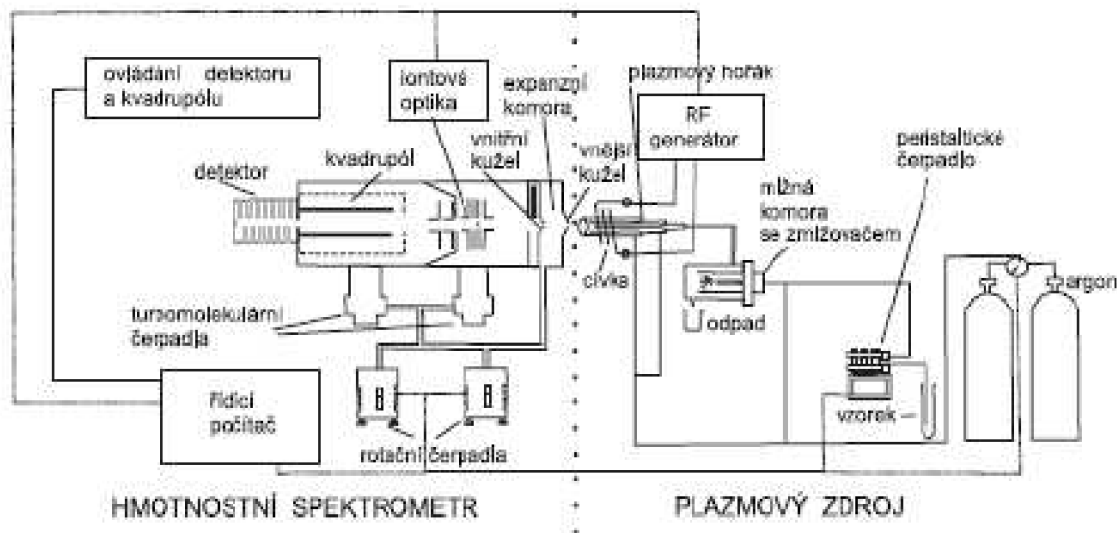 ovládání detektoru
a kvadrupólu
iontová
optika
expanzní
komora
plazmový hořák
RF
generátor
peristaltické
čerpadlo
vnitřní
kužel
vnější
kužel
kvadrupól
detektor
mlžná
komora
se zmlžovačem
cívka
argon
odpad
turbomolekulární
čerpadla
řídicí
počítač
vzorek
rotační čerpadla
HMOTNOSTNÍ SPEKTROMETR
PLAZMOVÝ ZDROJ